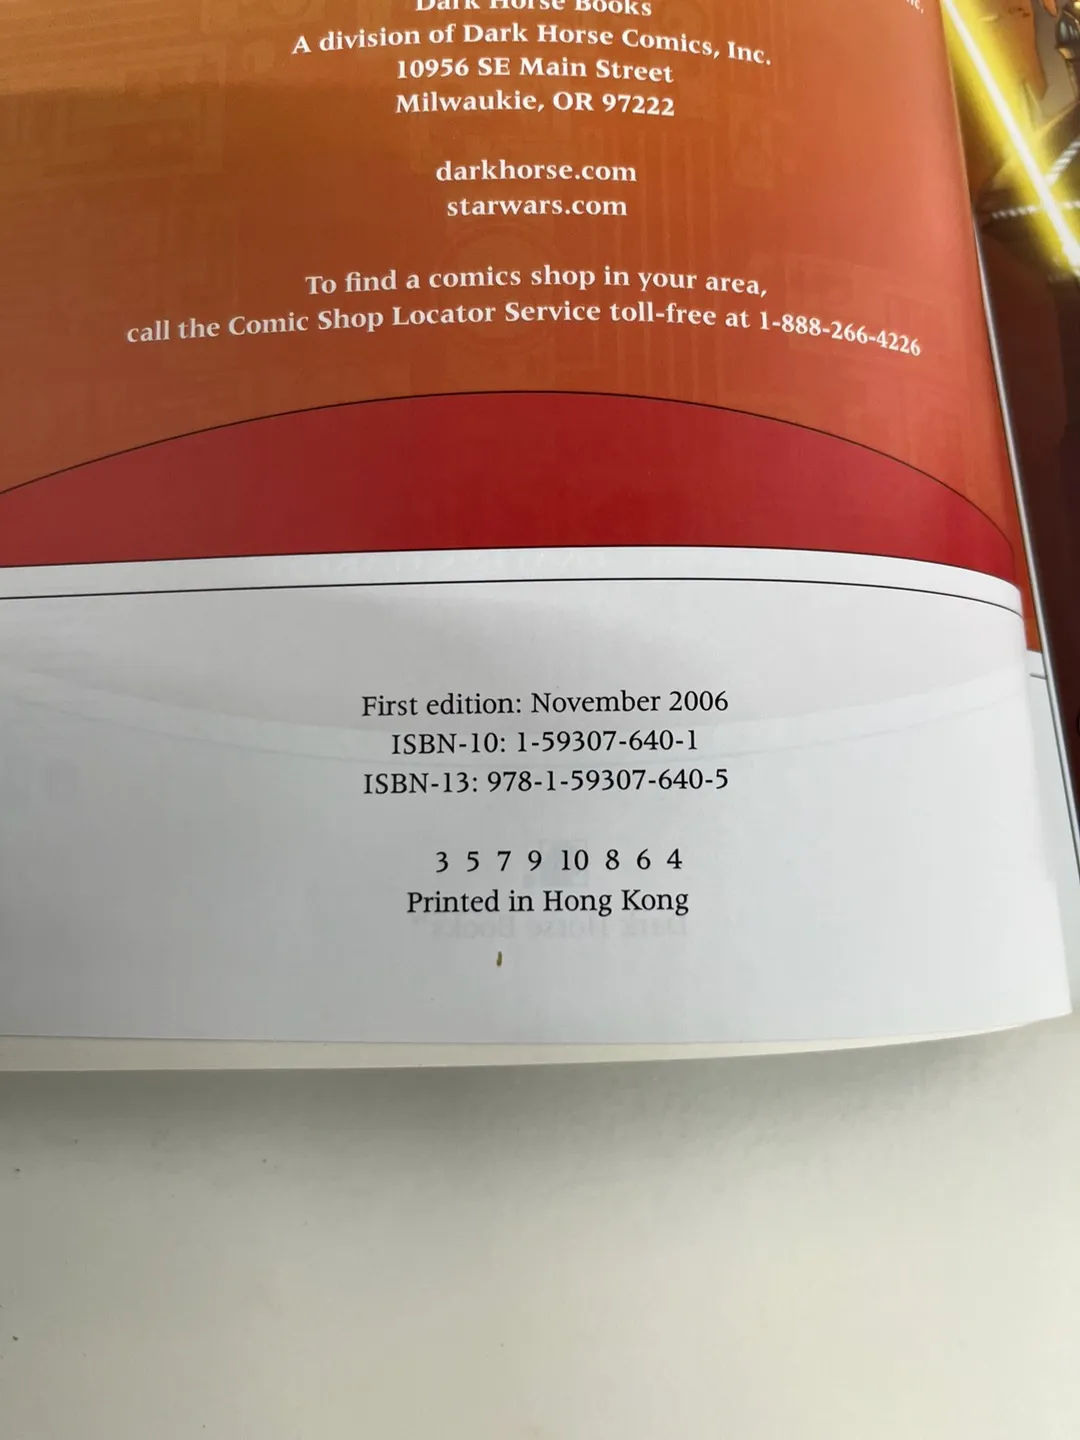 Dark Horse Books
A division of Dark Horse Comics, Inc.
10956 SE Main Street
Milwaukie, OR 97222
darkhorse.com
starwars.com
To find a comics shop in your area,
call the Comic Shop Locator Service toll-free at 1-888-266-4226
First edition: November 2006
ISBN-10: 1-59307-640-1
ISBN-13: 978-1-59307-640-5
3 5 7 9 10 8 6 4
Printed in Hong Kong